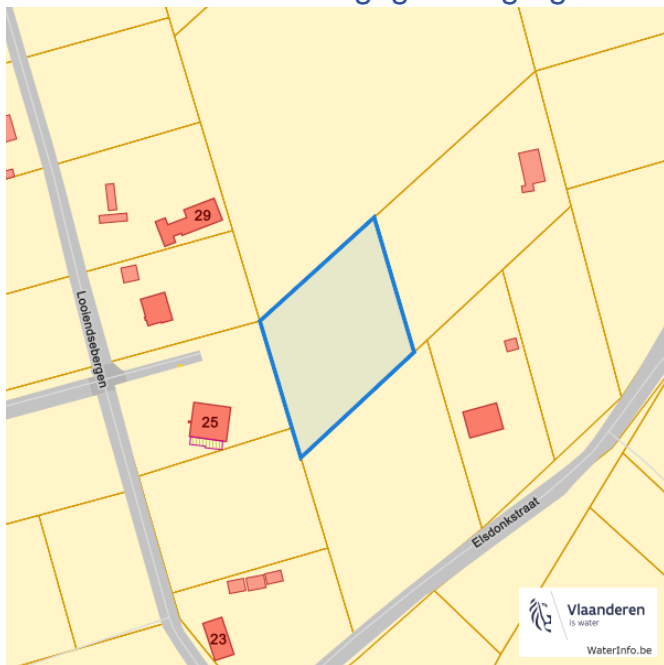 29
Looiendsebergen
25
Elsdonkstraat
23
Vlaanderen
is water
WaterInfo.be